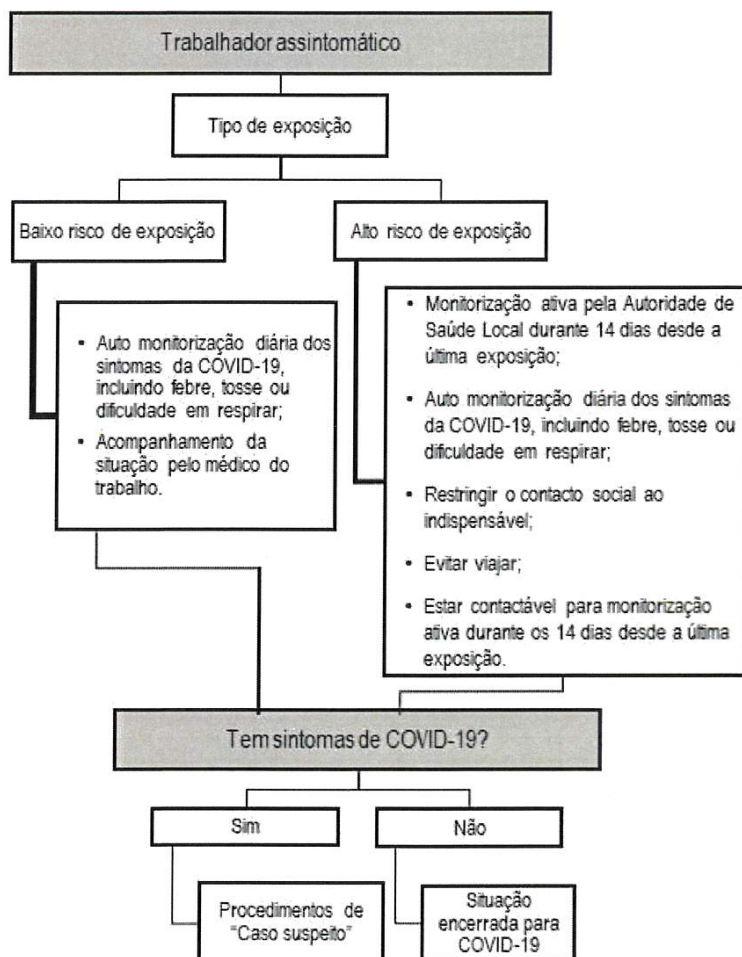 Trabalhador assintomático
Tipo de exposição
Baixo risco de exposição
Alto risco de exposição
• Auto monitorização diária dos
sintomas da COVID-19,
incluindo febre, tosse ou
dificuldade em respirar;
• Acompanhamento da
situação pelo médico do
trabalho.
• Monitorização ativa pela Autoridade de
Saúde Local durante 14 dias desde a
última exposição;
• Auto monitorização diária dos sintomas
da COVID-19, incluindo febre, tosse ou
dificuldade em respirar;
• Restringir o contacto social ao
indispensável;
• Evitar viajar;
• Estar contactável para monitorização
ativa durante os 14 dias desde a última
exposição.
Tem sintomas de COVID-19?
Sim
Não
Procedimentos de
"Caso suspeito"
Situação
encerrada para
COVID-19